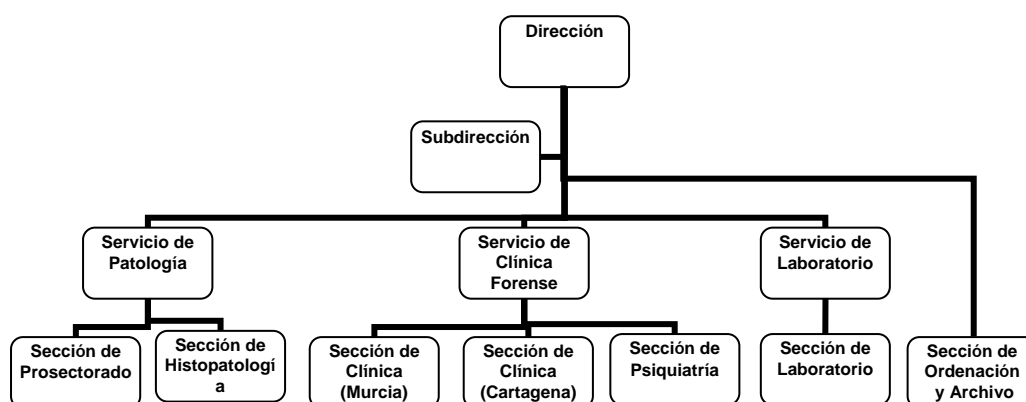 Dirección
Subdirección
Servicio de
Patología
Servicio de
Clínica
Forense
Servicio de
Laboratorio
Sección de
Prosectorado
Sección de
Histopatologí
a
Sección de
Clínica
(Murcia)
Sección de
Clínica
(Cartagena)
Sección de
Psiquiatría
Sección de
Laboratorio
Sección de
Ordenación
y Archivo